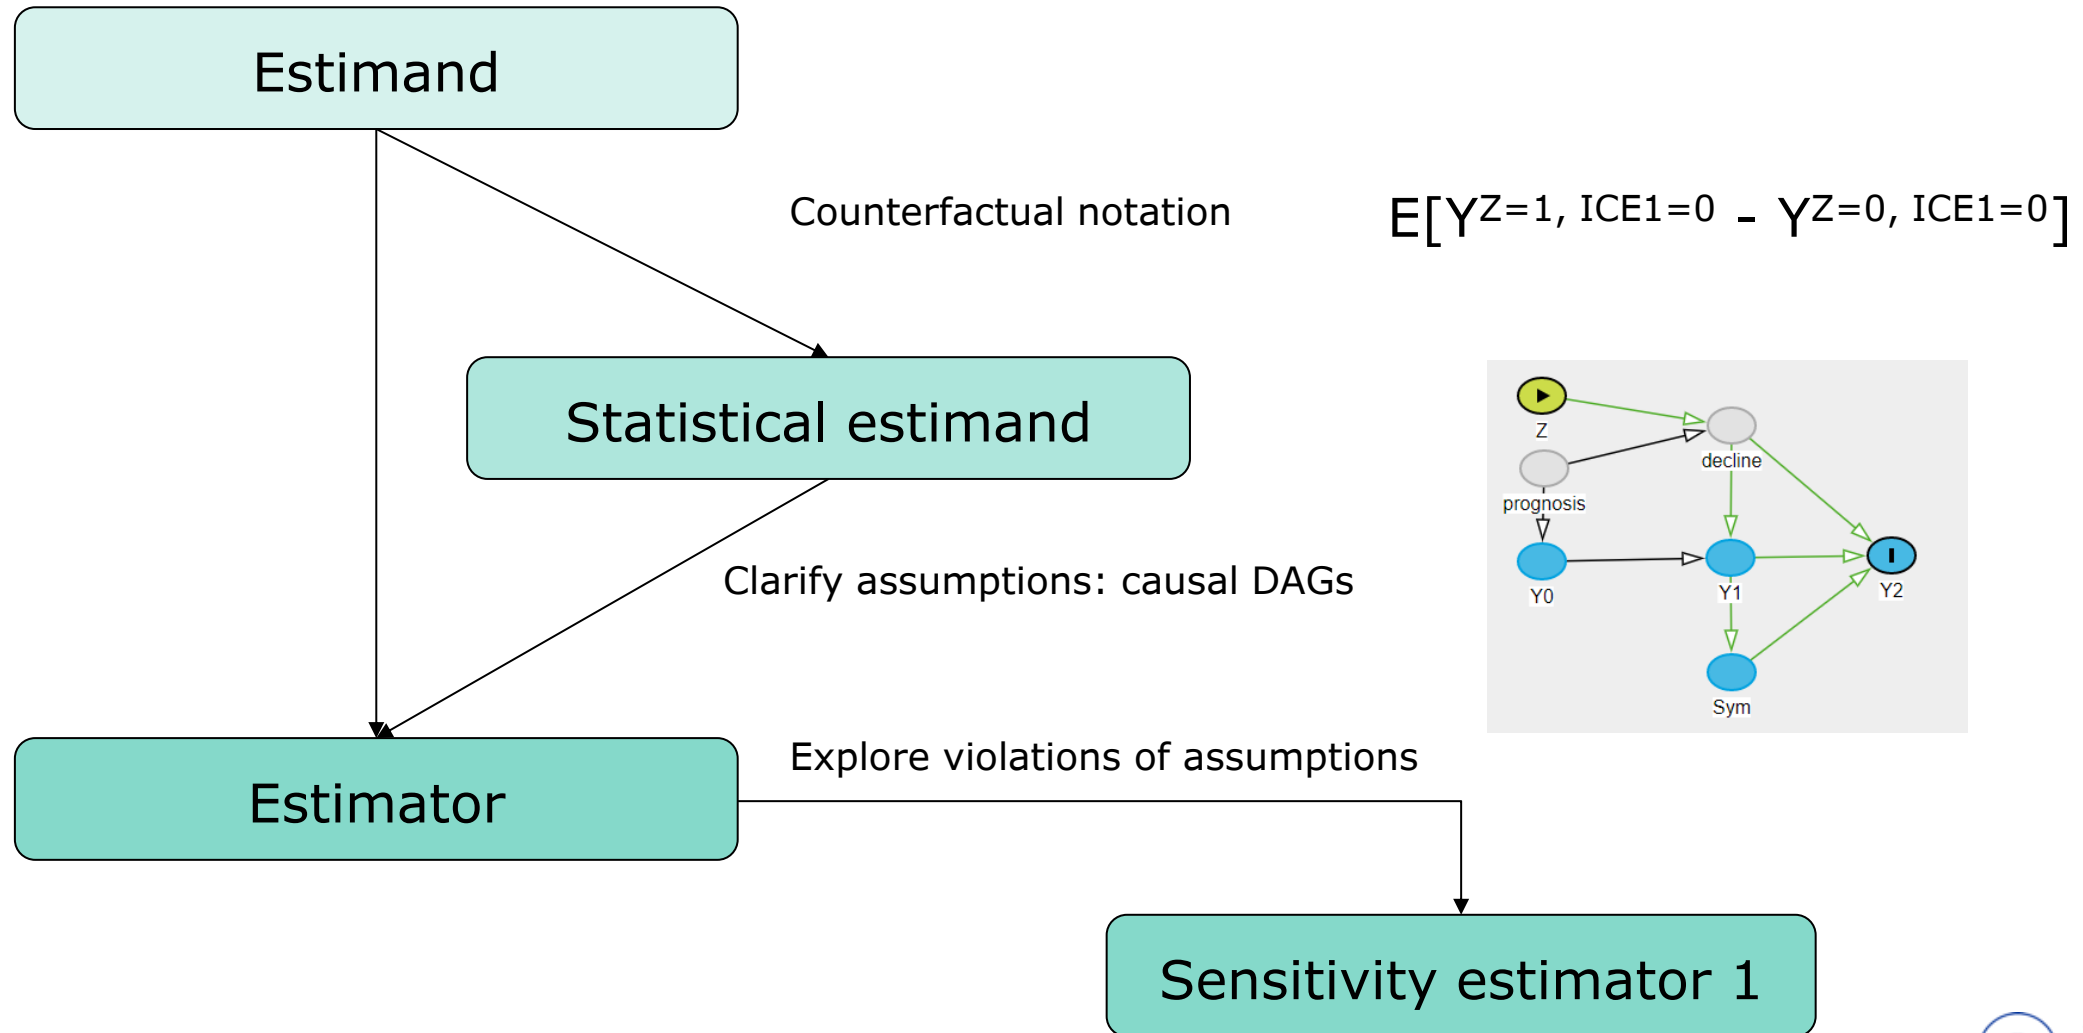 Estimand
Counterfactual notation
E[Y^Z=1, ICE1=0 - Y^Z=0, ICE1=0]
Statistical estimand
Z
decline
prognosis
Y0
Y1
Y2
Sym
Clarify assumptions: causal DAGs
Explore violations of assumptions
Estimator
Sensitivity estimator 1